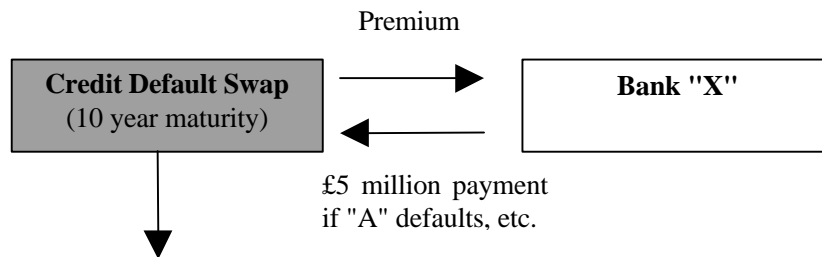 Premium
Credit Default Swap
(10 year maturity)
Bank "X"
£5 million payment
if "A" defaults, etc.